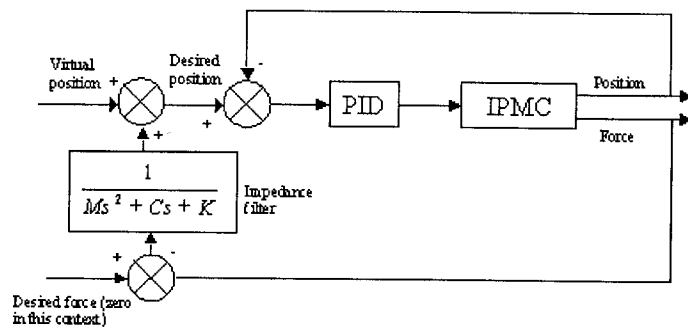 Virtual
position
Desired
position
-
+
+
+
+
-
PID
IPMC
Position
Force
1
Ms² + Cs + K
Impedance
filter
+
-
Desired force (zero
in this context)